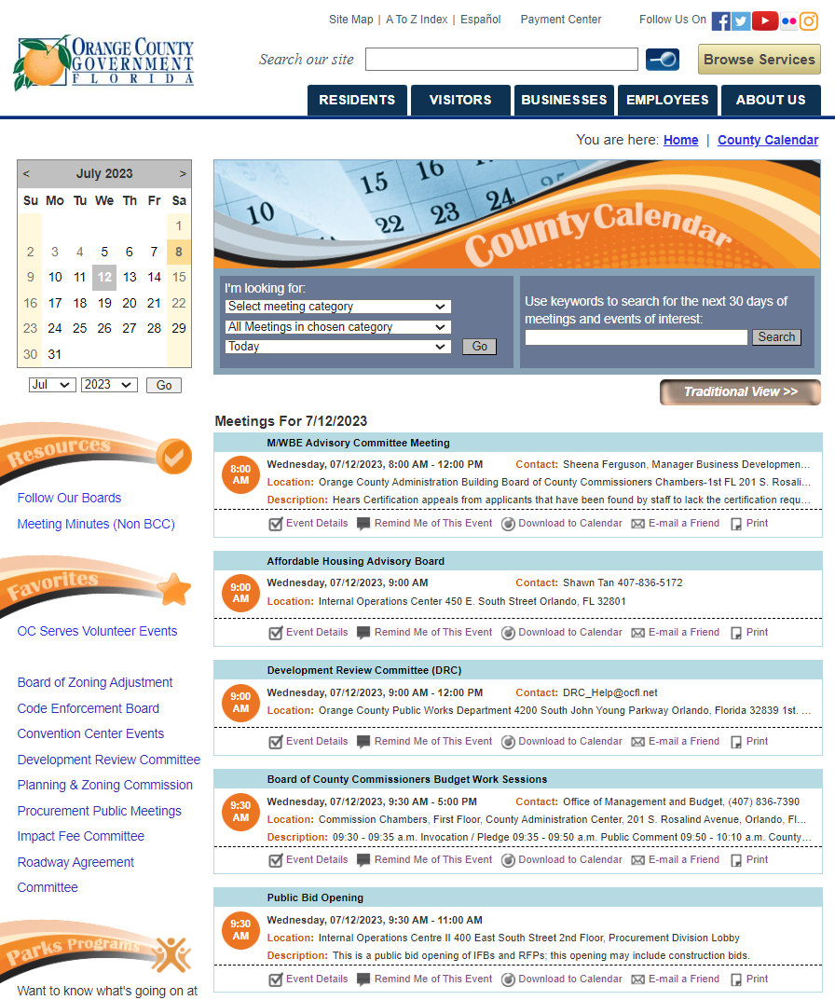 Site Map | A To Z Index | Español Payment Center Follow Us On
ORANGE COUNTY
GOVERNMENT
FLORIDA
Search our site
Browse Services
RESIDENTS VISITORS BUSINESSES EMPLOYEES ABOUT US
You are here: Home | County Calendar
< July 2023 >
Su Mo Tu We Th Fr Sa
1
2 3 4 5 6 7 8
9 10 11 12 13 14 15
16 17 18 19 20 21 22
23 24 25 26 27 28 29
30 31
Jul 2023 Go
10 15 16
22 23 24 25
County Calendar
I'm looking for:
Select meeting category
All Meetings in chosen category
Today Go
Use keywords to search for the next 30 days of
meetings and events of interest:
Search
Traditional View >>
Resources
Follow Our Boards
Meeting Minutes (Non BCC)
Favorites
OC Serves Volunteer Events
Board of Zoning Adjustment
Code Enforcement Board
Convention Center Events
Development Review Committee
Planning & Zoning Commission
Procurement Public Meetings
Impact Fee Committee
Roadway Agreement
Committee
Parks Programs
Want to know what's going on at
Meetings For 7/12/2023
M/WBE Advisory Committee Meeting
8:00
AM
Wednesday, 07/12/2023, 8:00 AM - 12:00 PM Contact: Sheena Ferguson, Manager Business Developmen...
Location: Orange County Administration Building Board of County Commissioners Chambers-1st FL 201 S. Rosali...
Description: Hears Certification appeals from applicants that have been found by staff to lack the certification requ...
Event Details Remind Me of This Event Download to Calendar E-mail a Friend Print
Affordable Housing Advisory Board
9:00
AM
Wednesday, 07/12/2023, 9:00 AM Contact: Shawn Tan 407-836-5172
Location: Internal Operations Center 450 E. South Street Orlando, FL 32801
Event Details Remind Me of This Event Download to Calendar E-mail a Friend Print
Development Review Committee (DRC)
9:00
AM
Wednesday, 07/12/2023, 9:00 AM - 12:00 PM Contact: DRC_Help@ocfl.net
Location: Orange County Public Works Department 4200 South John Young Parkway Orlando, Florida 32839 1st. ...
Event Details Remind Me of This Event Download to Calendar E-mail a Friend Print
Board of County Commissioners Budget Work Sessions
9:30
AM
Wednesday, 07/12/2023, 9:30 AM - 5:00 PM Contact: Office of Management and Budget, (407) 836-7390
Location: Commission Chambers, First Floor, County Administration Center, 201 S. Rosalind Avenue, Orlando, Fl...
Description: 09:30 - 09:35 a.m. Invocation / Pledge 09:35 - 09:50 a.m. Public Comment 09:50 - 10:10 a.m. County...
Event Details Remind Me of This Event Download to Calendar E-mail a Friend Print
Public Bid Opening
9:30
AM
Wednesday, 07/12/2023, 9:30 AM - 11:00 AM
Location: Internal Operations Centre II 400 East South Street 2nd Floor, Procurement Division Lobby
Description: This is a public bid opening of IFBs and RFPs; this opening may include construction bids.
Event Details Remind Me of This Event Download to Calendar E-mail a Friend Print